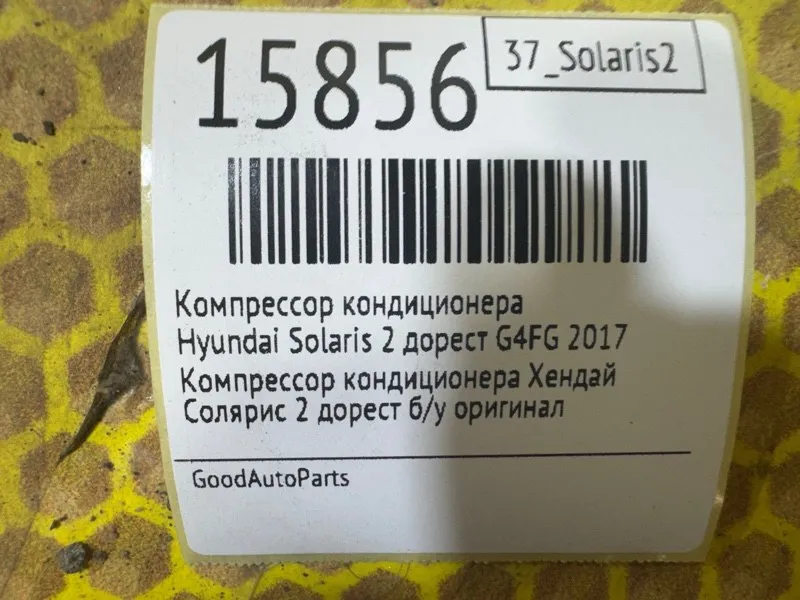 15856
37_Solaris2
Компрессор кондиционера
Hyundai Solaris 2 дорест G4FG 2017
Компрессор кондиционера Хендай
Солярис 2 дорест б/у оригинал
GoodAutoParts